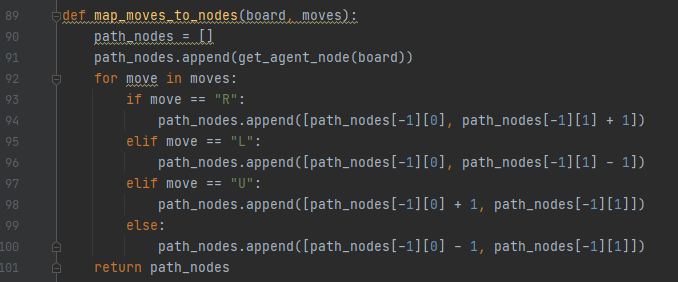 89 def map_moves_to_nodes(board, moves):
90     path_nodes = []
91     path_nodes.append(get_agent_node(board))
92     for move in moves:
93         if move == "R":
94             path_nodes.append([path_nodes[-1][0], path_nodes[-1][1] + 1])
95         elif move == "L":
96             path_nodes.append([path_nodes[-1][0], path_nodes[-1][1] - 1])
97         elif move == "U":
98             path_nodes.append([path_nodes[-1][0] + 1, path_nodes[-1][1]])
99         else:
100             path_nodes.append([path_nodes[-1][0] - 1, path_nodes[-1][1]])
101     return path_nodes